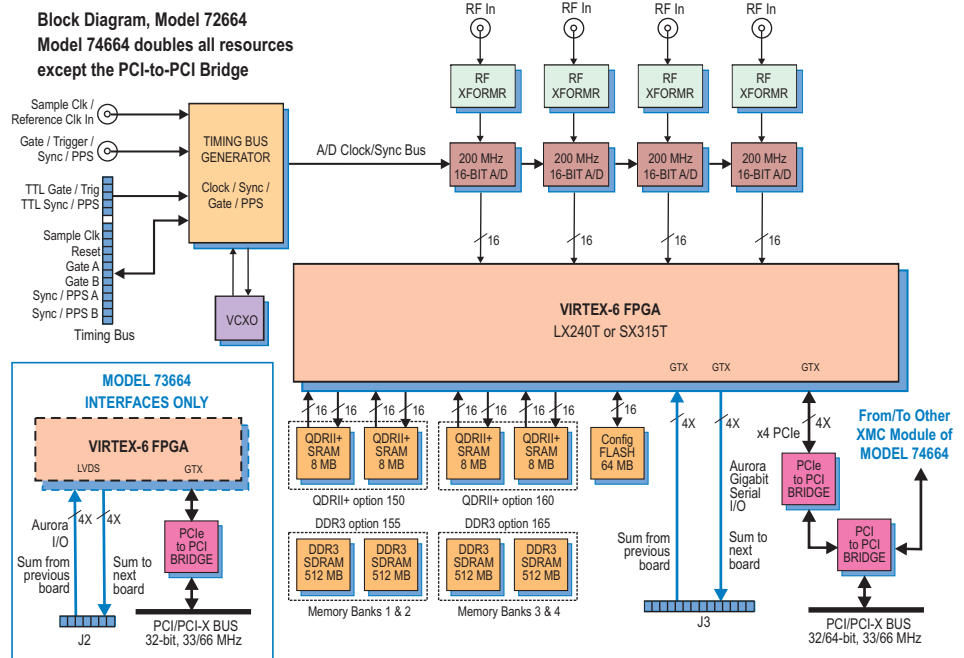 Block Diagram, Model 72664
Model 74664 doubles all resources
except the PCI-to-PCI Bridge
RF In
RF In
RF In
RF In
RF
XFORMR
RF
XFORMR
RF
XFORMR
RF
XFORMR
Sample Clk /
Reference Clk In
Gate / Trigger /
Sync / PPS
TTL Gate / Trig
TTL Sync / PPS
Sample Clk
Reset
Gate A
Gate B
Sync / PPS A
Sync / PPS B
Timing Bus
TIMING BUS
GENERATOR
Clock / Sync /
Gate / PPS
VCXO
A/D Clock/Sync Bus
200 MHz
16-BIT A/D
200 MHz
16-BIT A/D
200 MHz
16-BIT A/D
200 MHz
16-BIT A/D
16
16
16
16
VIRTEX-6 FPGA
LX240T or SX315T
GTX
GTX
GTX
16
16
16
16
16
16
16
16
16
4X
4X
4X
QDRII+
SRAM
8 MB
QDRII+
SRAM
8 MB
QDRII+
SRAM
8 MB
QDRII+
SRAM
8 MB
Config
FLASH
64 MB
QDRII+ option 150
QDRII+ option 160
DDR3 option 155
DDR3 option 165
DDR3
SDRAM
512 MB
DDR3
SDRAM
512 MB
DDR3
SDRAM
512 MB
DDR3
SDRAM
512 MB
Memory Banks 1 & 2
Memory Banks 3 & 4
Sum from
previous
board
Sum to
next
board
J3
x4 PCIe
Aurora
Gigabit
Serial
I/O
From/To Other
XMC Module of
MODEL 74664
PCIe
to PCI
BRIDGE
PCI
to PCI
BRIDGE
PCI/PCI-X BUS
32/64-bit, 33/66 MHz
MODEL 73664
INTERFACES ONLY
VIRTEX-6 FPGA
LVDS
GTX
4X
4X
Aurora
I/O
Sum from
previous
board
Sum to
next
board
PCIe
to PCI
BRIDGE
J2
PCI/PCI-X BUS
32-bit, 33/66 MHz